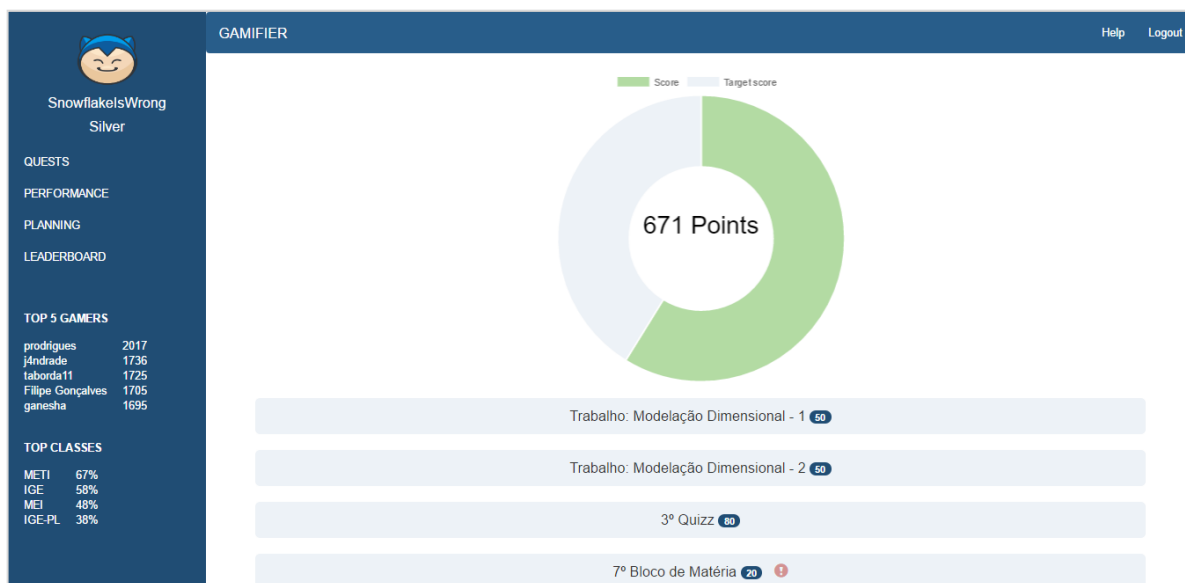 GAMIFIER
Help
Logout
SnowflakeIsWrong
Silver
QUESTS
PERFORMANCE
PLANNING
LEADERBOARD
TOP 5 GAMERS
prodrigues 2017
j4ndrade 1736
taborda11 1725
Filipe Gonçalves 1705
ganesha 1695
TOP CLASSES
METI 67%
IGE 58%
MEI 48%
IGE-PL 38%
Score
Target score
671 Points
Trabalho: Modelação Dimensional - 1 50
Trabalho: Modelação Dimensional - 2 50
3º Quizz 80
7º Bloco de Matéria 20 !